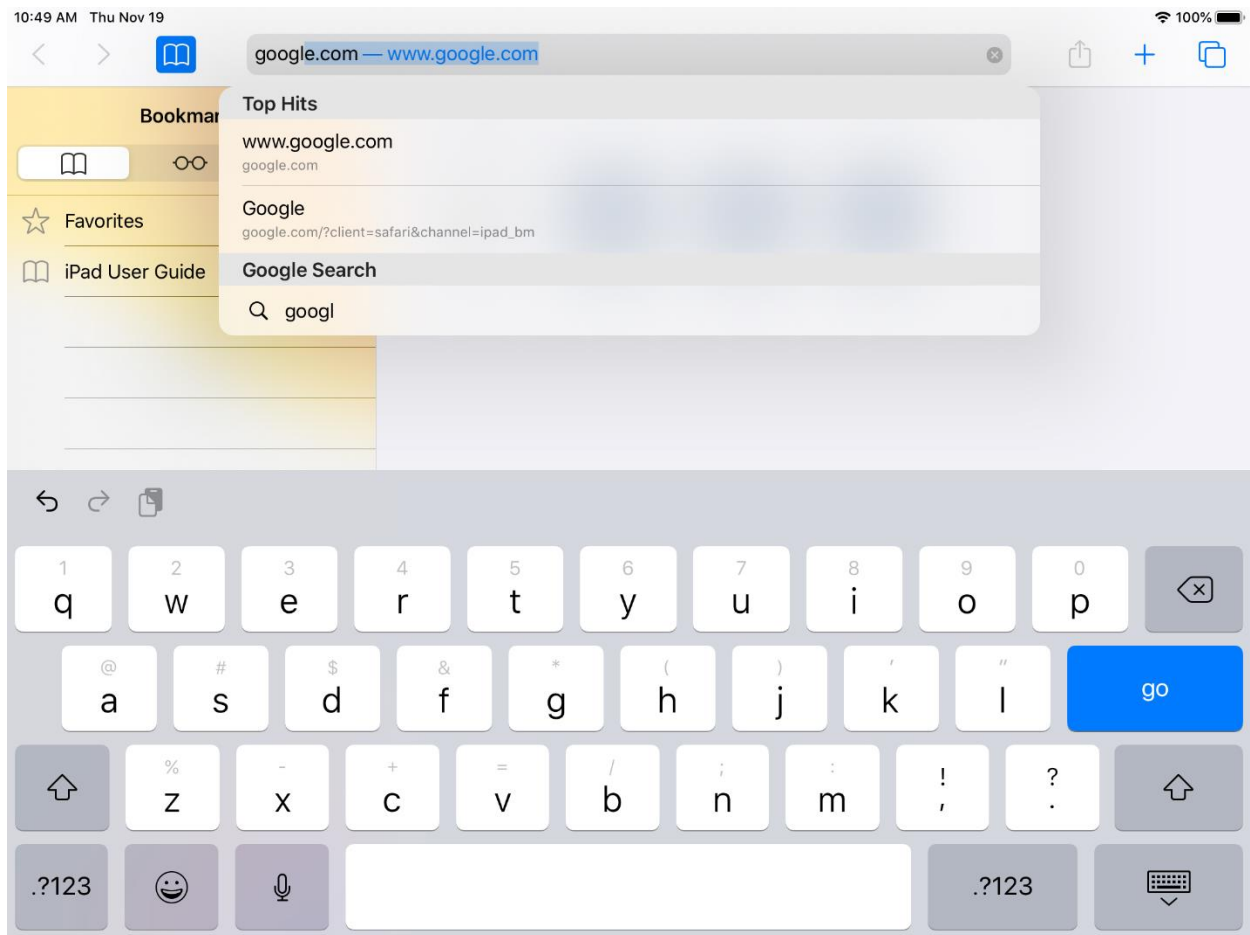 10:49 AM Thu Nov 19 100%
google.com — www.google.com
Top Hits
Bookmar
www.google.com
google.com
Favorites
Google
google.com/?client=safari&channel=ipad_bm
iPad User Guide
Google Search
googl
1 2 3 4 5 6 7 8 9 0
q w e r t y u i o p
@ # $ & * ( ) ' "
a s d f g h j k l go
% - + = / ; : ! ?
z x c v b n m , .
.?123 .?123